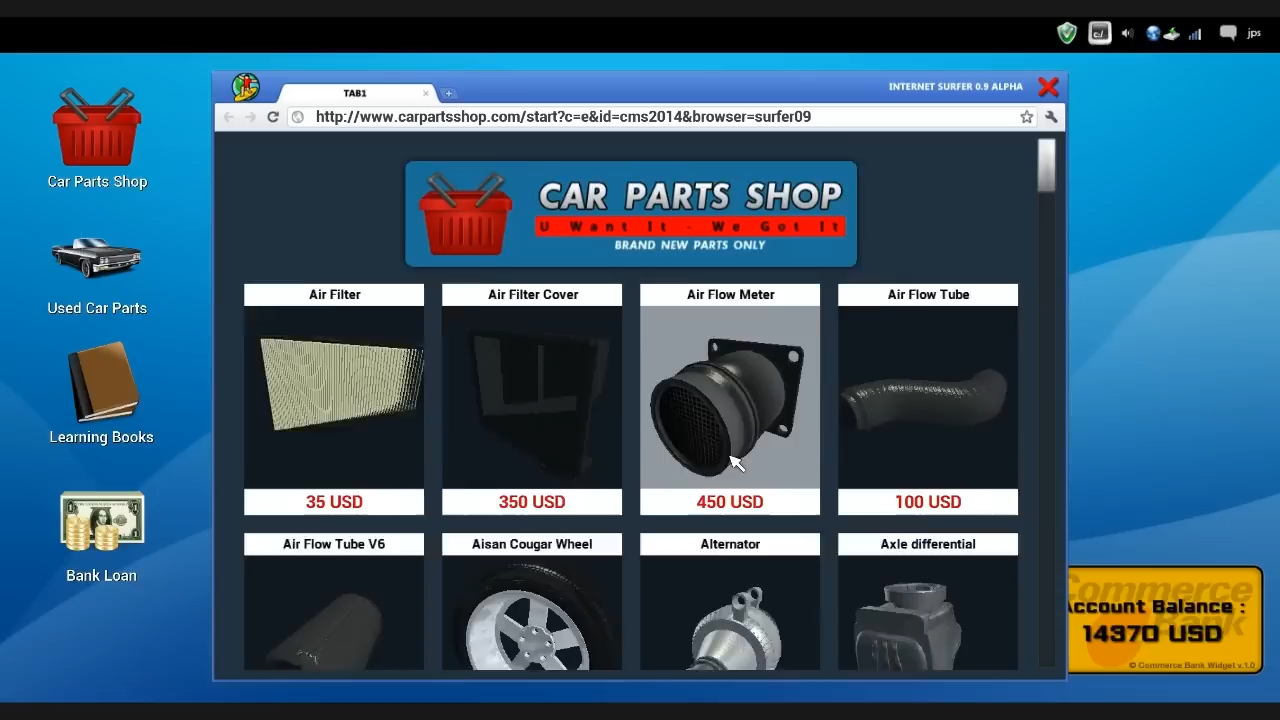 jps
TAB1
INTERNET SURFER 0.9 ALPHA
http://www.carpartsshop.com/start?c=e&id=cms2014&browser=surfer09
Car Parts Shop
Used Car Parts
Learning Books
Bank Loan
CAR PARTS SHOP
U Want It - We Got It
BRAND NEW PARTS ONLY
Air Filter
Air Filter Cover
Air Flow Meter
Air Flow Tube
35 USD
350 USD
450 USD
100 USD
Air Flow Tube V6
Aisan Cougar Wheel
Alternator
Axle differential
Commerce
Bank
Account Balance :
14370 USD
© Commerce Bank Widget v.1.0